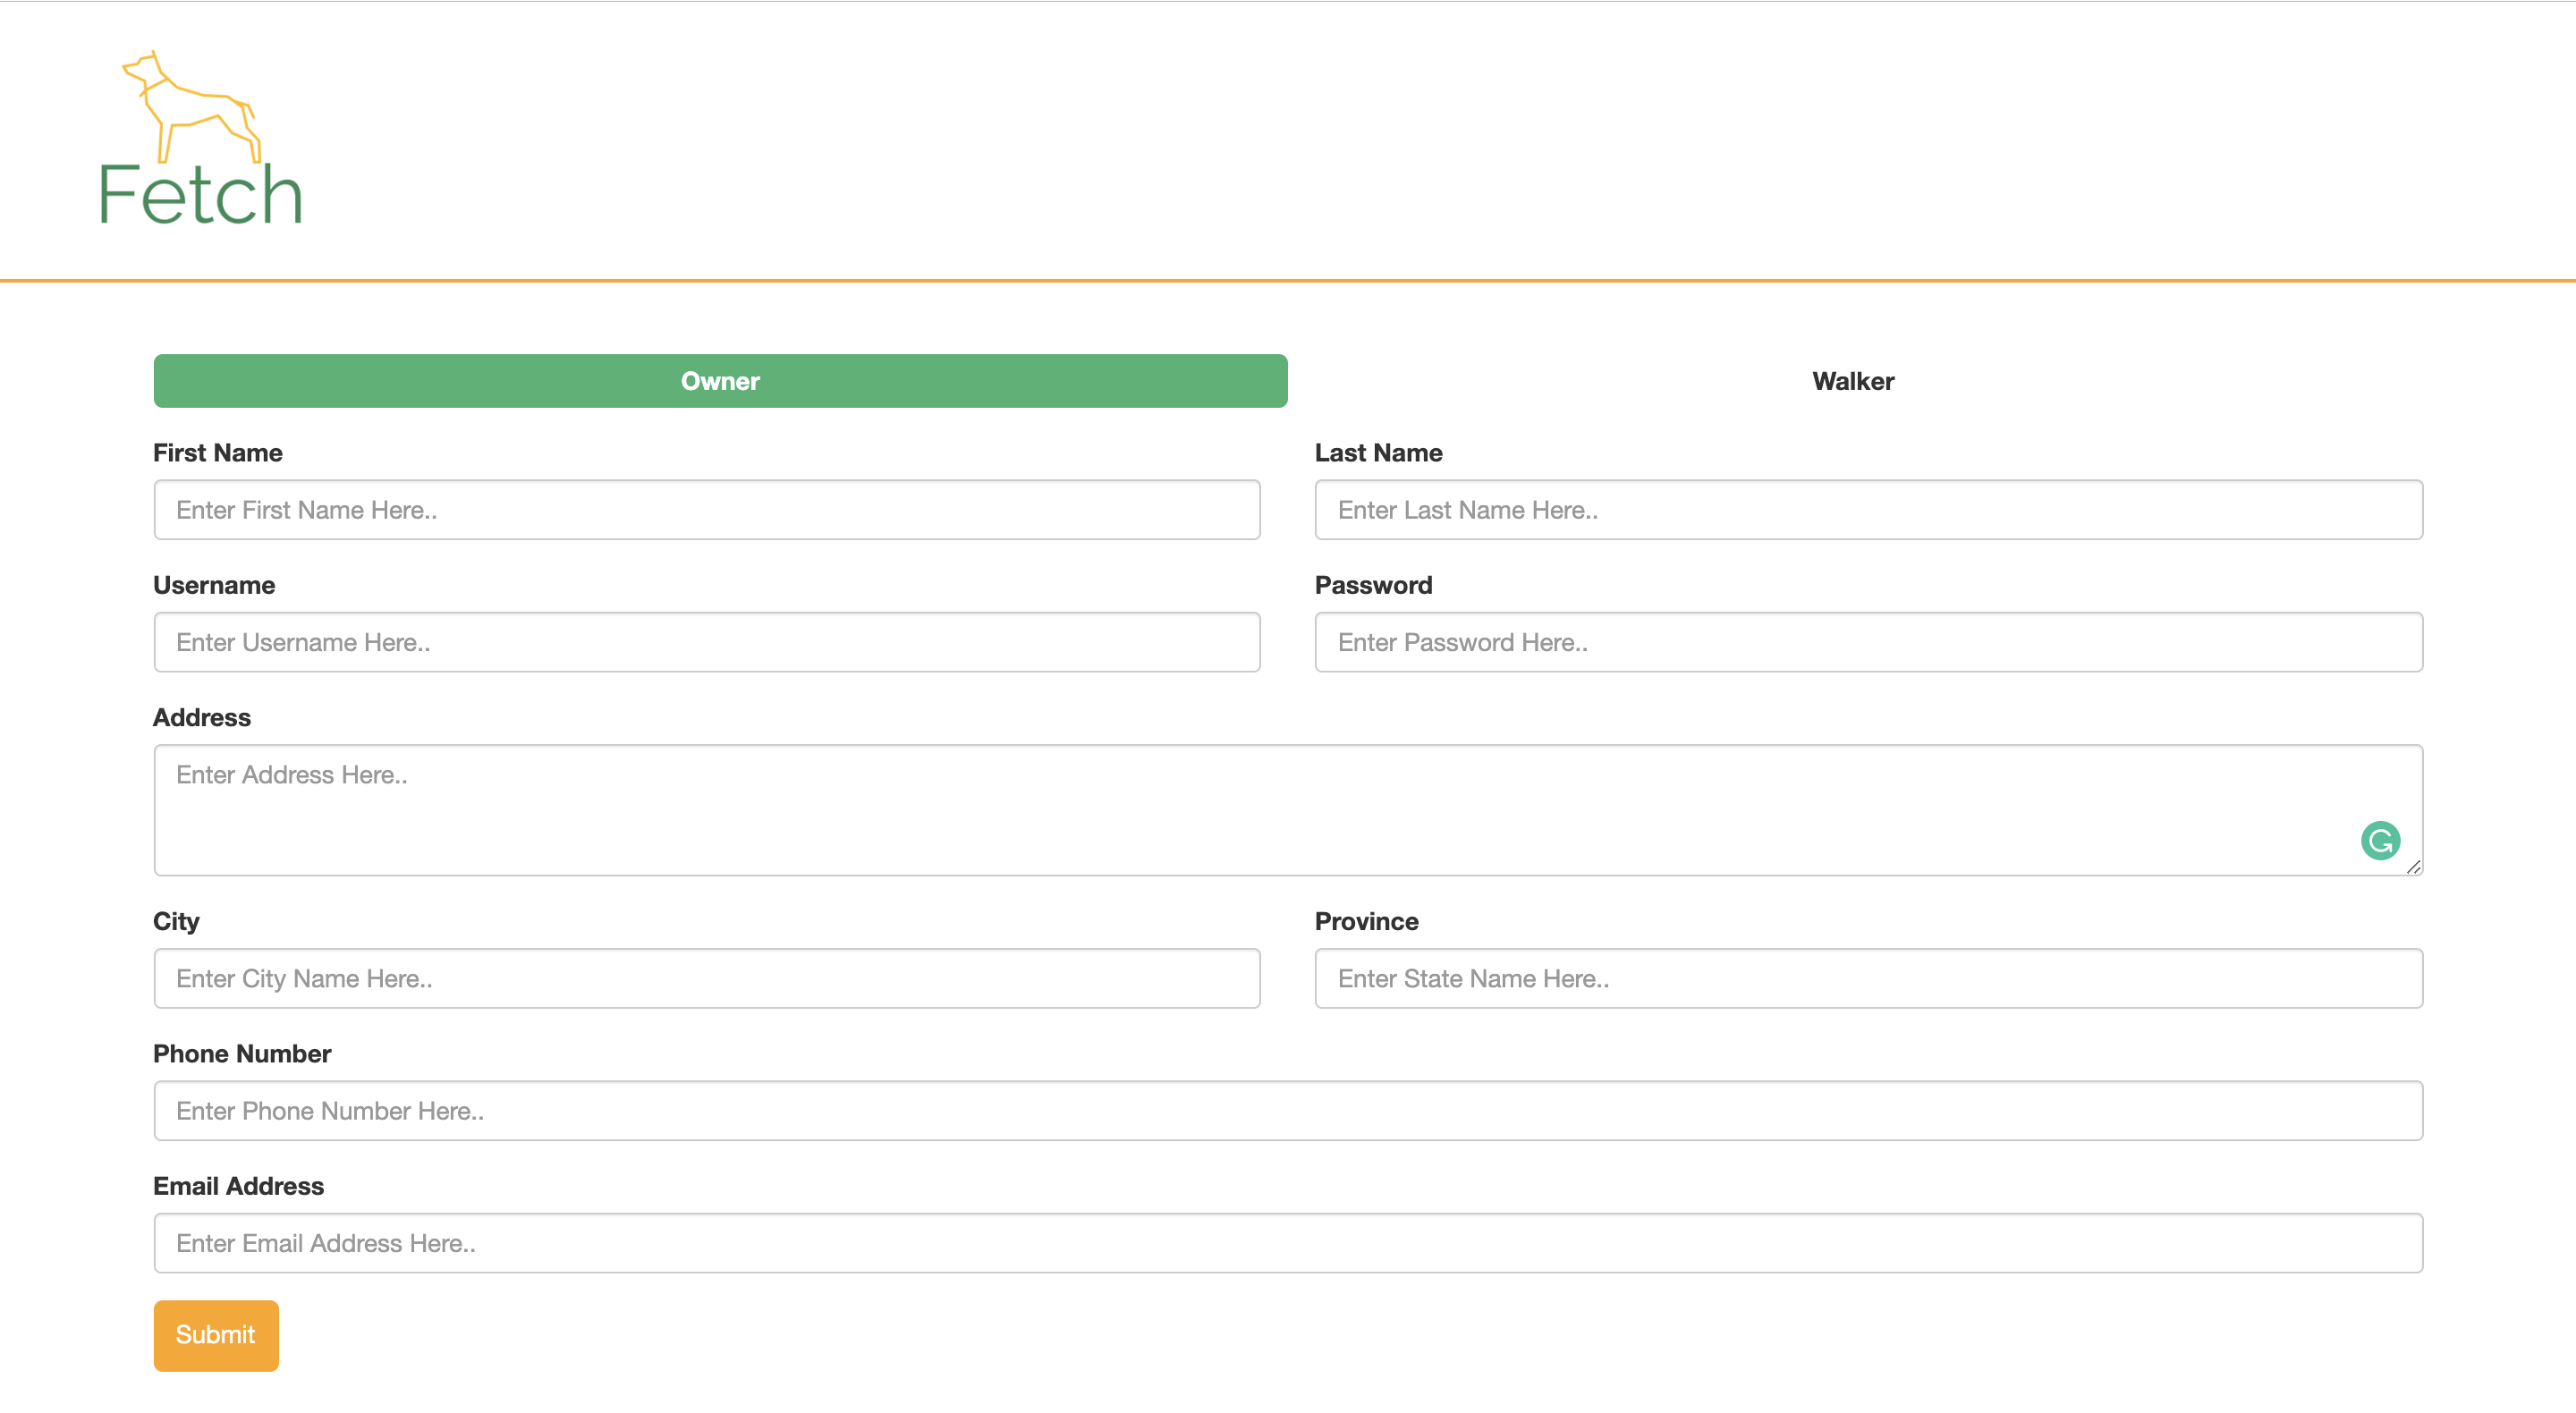 Fetch
Owner Walker
First Name Last Name
Enter First Name Here.. Enter Last Name Here..
Username Password
Enter Username Here.. Enter Password Here..
Address
Enter Address Here..
City Province
Enter City Name Here.. Enter State Name Here..
Phone Number
Enter Phone Number Here..
Email Address
Enter Email Address Here..
Submit